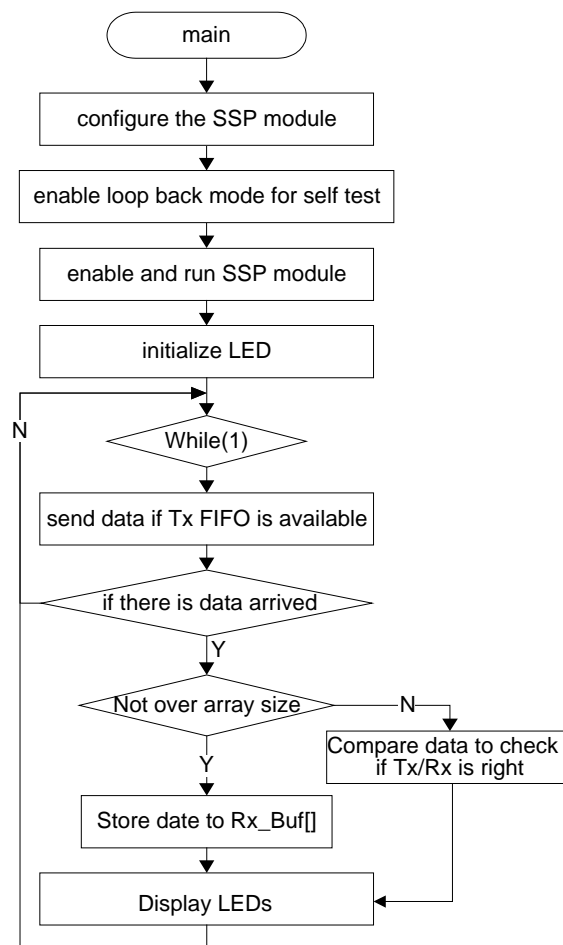 main
configure the SSP module
enable loop back mode for self test
enable and run SSP module
initialize LED
N
While(1)
send data if Tx FIFO is available
if there is data arrived
Y
Not over array size
N
Compare data to check
if Tx/Rx is right
Y
Store date to Rx_Buf[]
Display LEDs